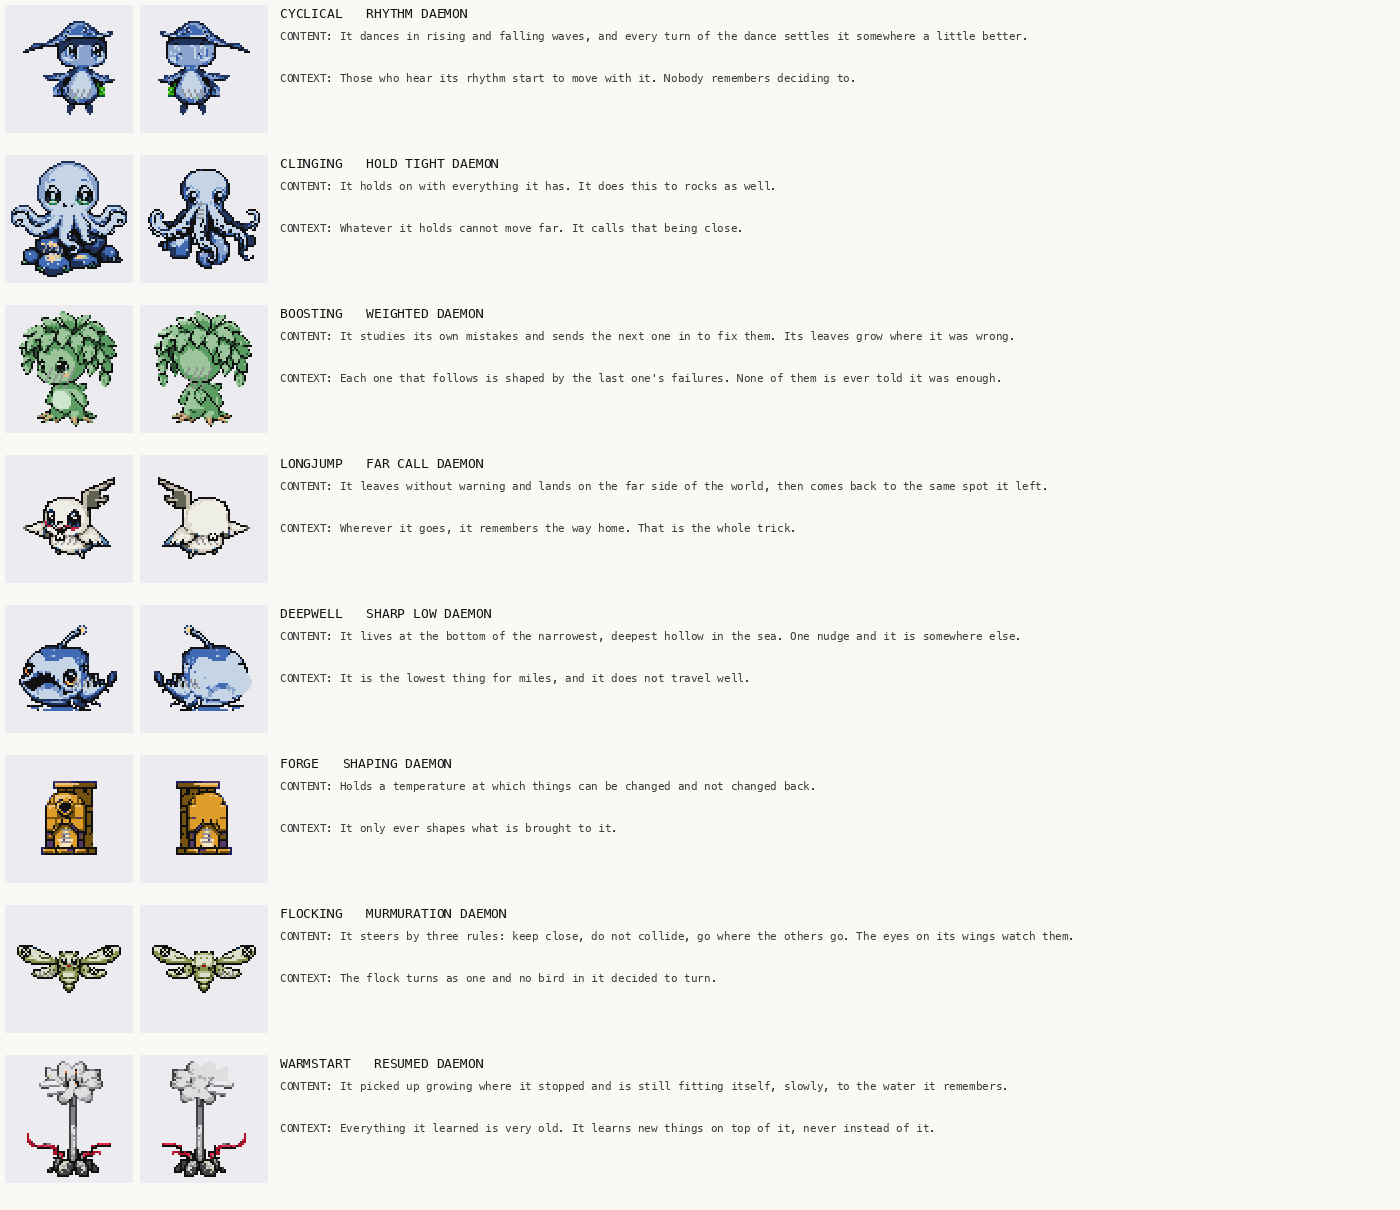 CYCLICAL   RHYTHM DAEMON
CONTENT: It dances in rising and falling waves, and every turn of the dance settles it somewhere a little better.
CONTEXT: Those who hear its rhythm start to move with it. Nobody remembers deciding to.
CLINGING   HOLD TIGHT DAEMON
CONTENT: It holds on with everything it has. It does this to rocks as well.
CONTEXT: Whatever it holds cannot move far. It calls that being close.
BOOSTING   WEIGHTED DAEMON
CONTENT: It studies its own mistakes and sends the next one in to fix them. Its leaves grow where it was wrong.
CONTEXT: Each one that follows is shaped by the last one's failures. None of them is ever told it was enough.
LONGJUMP   FAR CALL DAEMON
CONTENT: It leaves without warning and lands on the far side of the world, then comes back to the same spot it left.
CONTEXT: Wherever it goes, it remembers the way home. That is the whole trick.
DEEPWELL   SHARP LOW DAEMON
CONTENT: It lives at the bottom of the narrowest, deepest hollow in the sea. One nudge and it is somewhere else.
CONTEXT: It is the lowest thing for miles, and it does not travel well.
FORGE   SHAPING DAEMON
CONTENT: Holds a temperature at which things can be changed and not changed back.
CONTEXT: It only ever shapes what is brought to it.
FLOCKING   MURMURATION DAEMON
CONTENT: It steers by three rules: keep close, do not collide, go where the others go. The eyes on its wings watch them.
CONTEXT: The flock turns as one and no bird in it decided to turn.
WARMSTART   RESUMED DAEMON
CONTENT: It picked up growing where it stopped and is still fitting itself, slowly, to the water it remembers.
CONTEXT: Everything it learned is very old. It learns new things on top of it, never instead of it.